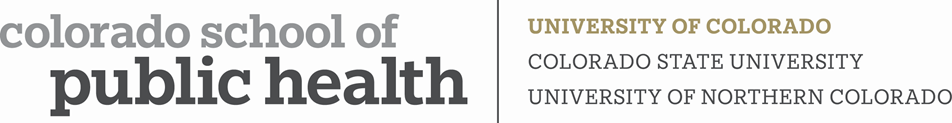 colorado school of
public health
UNIVERSITY OF COLORADO
COLORADO STATE UNIVERSITY
UNIVERSITY OF NORTHERN COLORADO